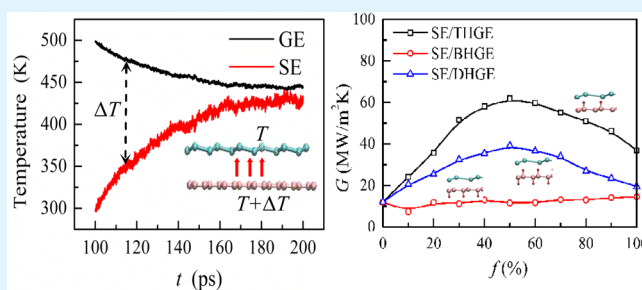 500
450
400
350
300
Temperature (K)
GE
SE
ΔT
T
T+ΔT
100 120 140 160 180 200
t (ps)
100
80
60
40
20
0
G (MW/m²K)
SE/THGE
SE/BHGE
SE/DHGE
0 20 40 60 80 100
f (%)